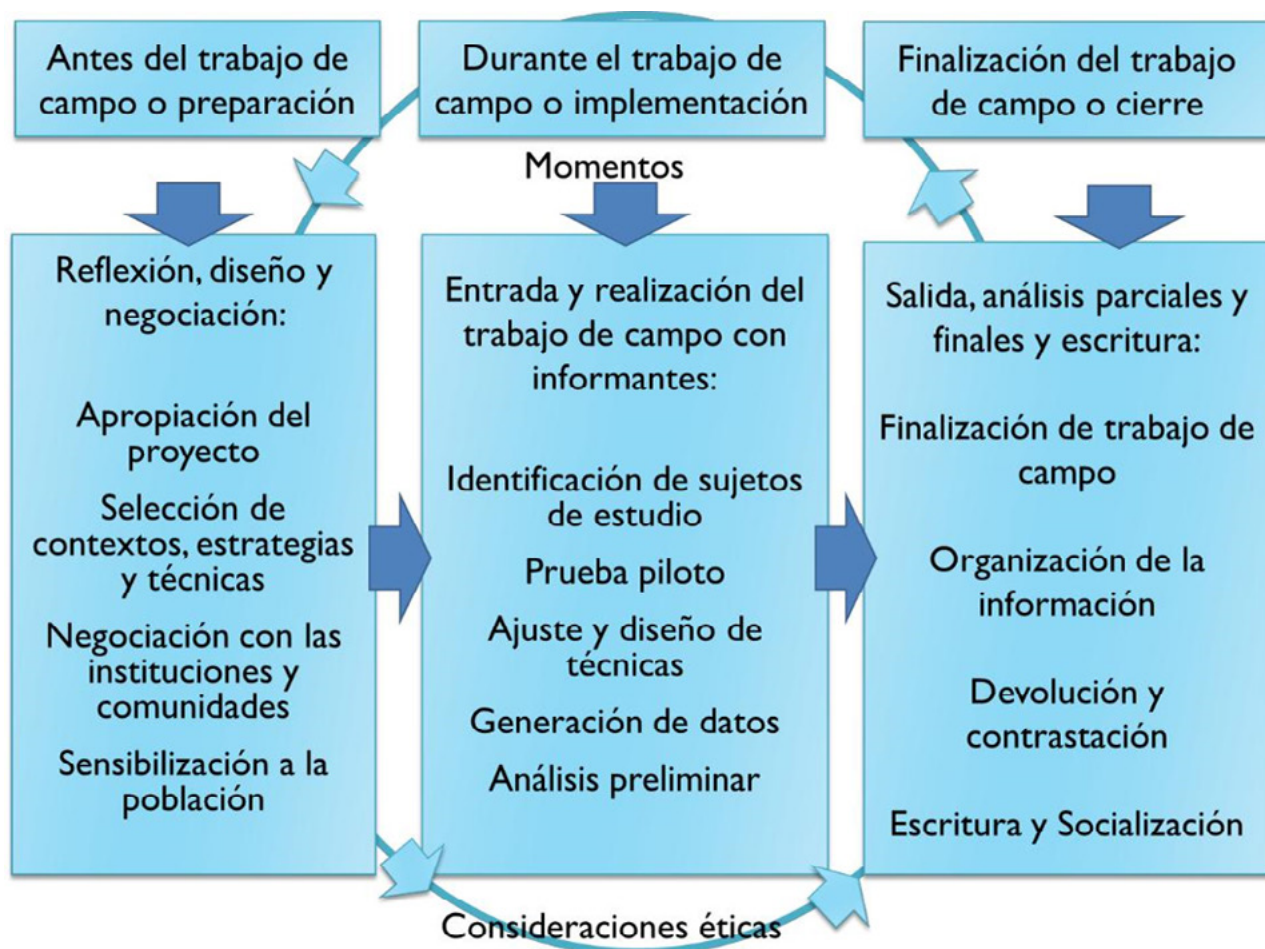 Antes del trabajo de
campo o preparación
Durante el trabajo de
campo o implementación
Finalización del trabajo
de campo o cierre
Momentos
Reflexión, diseño y
negociación:
Apropiación del
proyecto
Selección de
contextos, estrategias
y técnicas
Negociación con las
instituciones y
comunidades
Sensibilización a la
población
Entrada y realización del
trabajo de campo con
informantes:
Identificación de sujetos
de estudio
Prueba piloto
Ajuste y diseño de
técnicas
Generación de datos
Análisis preliminar
Salida, análisis parciales y
finales y escritura:
Finalización de trabajo de
campo
Organización de la
información
Devolución y
contrastación
Escritura y Socialización
Consideraciones éticas